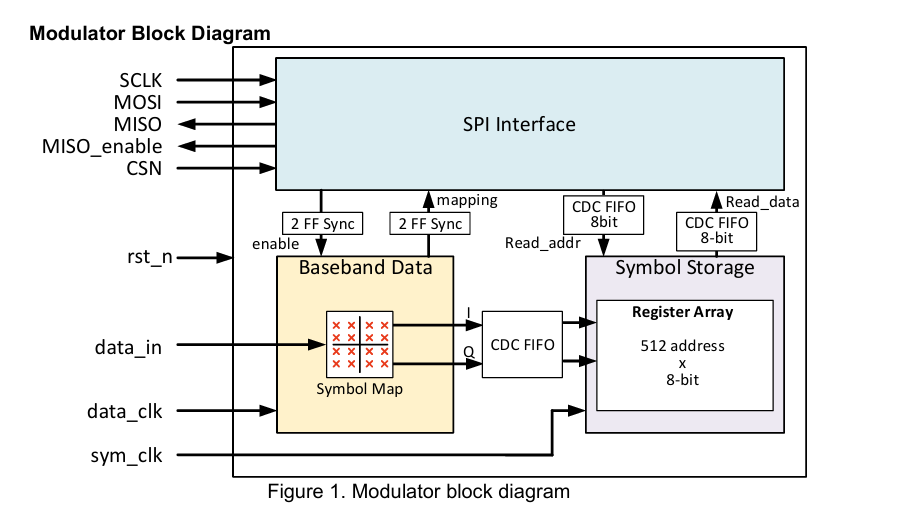 Modulator Block Diagram
SCLK
MOSI
MISO
MISO_enable
CSN
SPI Interface
2 FF Sync
enable
mapping
2 FF Sync
CDC FIFO
8bit
Read_addr
Read_data
CDC FIFO
8-bit
rst_n
Baseband Data
Symbol Storage
data_in
Symbol Map
I
Q
CDC FIFO
Register Array
512 address
x
8-bit
data_clk
sym_clk
Figure 1. Modulator block diagram